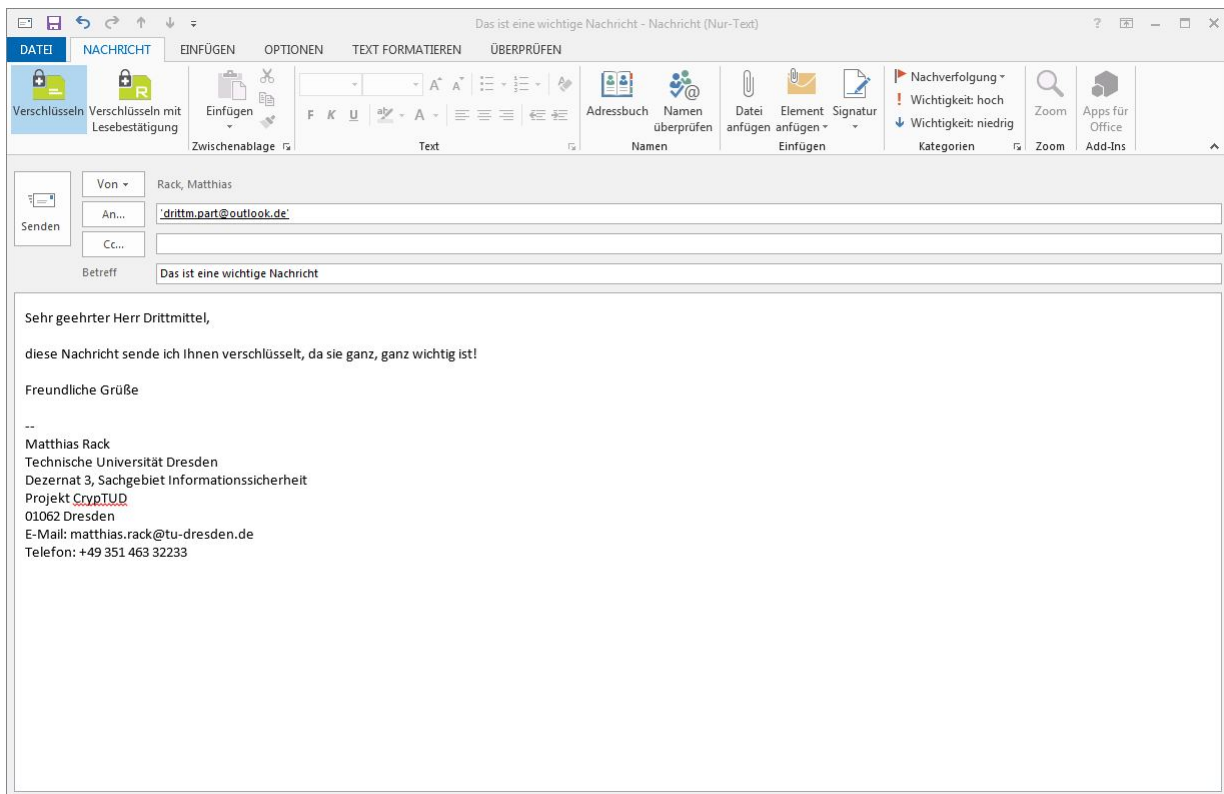 Das ist eine wichtige Nachricht - Nachricht (Nur-Text)
DATEI NACHRICHT EINFÜGEN OPTIONEN TEXT FORMATIEREN ÜBERPRÜFEN
Verschlüsseln
Verschlüsseln mit Lesebestätigung
Einfügen
Zwischenablage
F K U
Text
Adressbuch
Namen überprüfen
Namen
Datei anfügen
Element anfügen
Signatur
Einfügen
Nachverfolgung
Wichtigkeit: hoch
Wichtigkeit: niedrig
Kategorien
Zoom
Zoom
Apps für Office
Add-Ins
Senden
Von Rack, Matthias
An... 'drittm.part@outlook.de'
Cc...
Betreff Das ist eine wichtige Nachricht
Sehr geehrter Herr Drittmittel,
diese Nachricht sende ich Ihnen verschlüsselt, da sie ganz, ganz wichtig ist!
Freundliche Grüße
--
Matthias Rack
Technische Universität Dresden
Dezernat 3, Sachgebiet Informationssicherheit
Projekt CrypTUD
01062 Dresden
E-Mail: matthias.rack@tu-dresden.de
Telefon: +49 351 463 32233